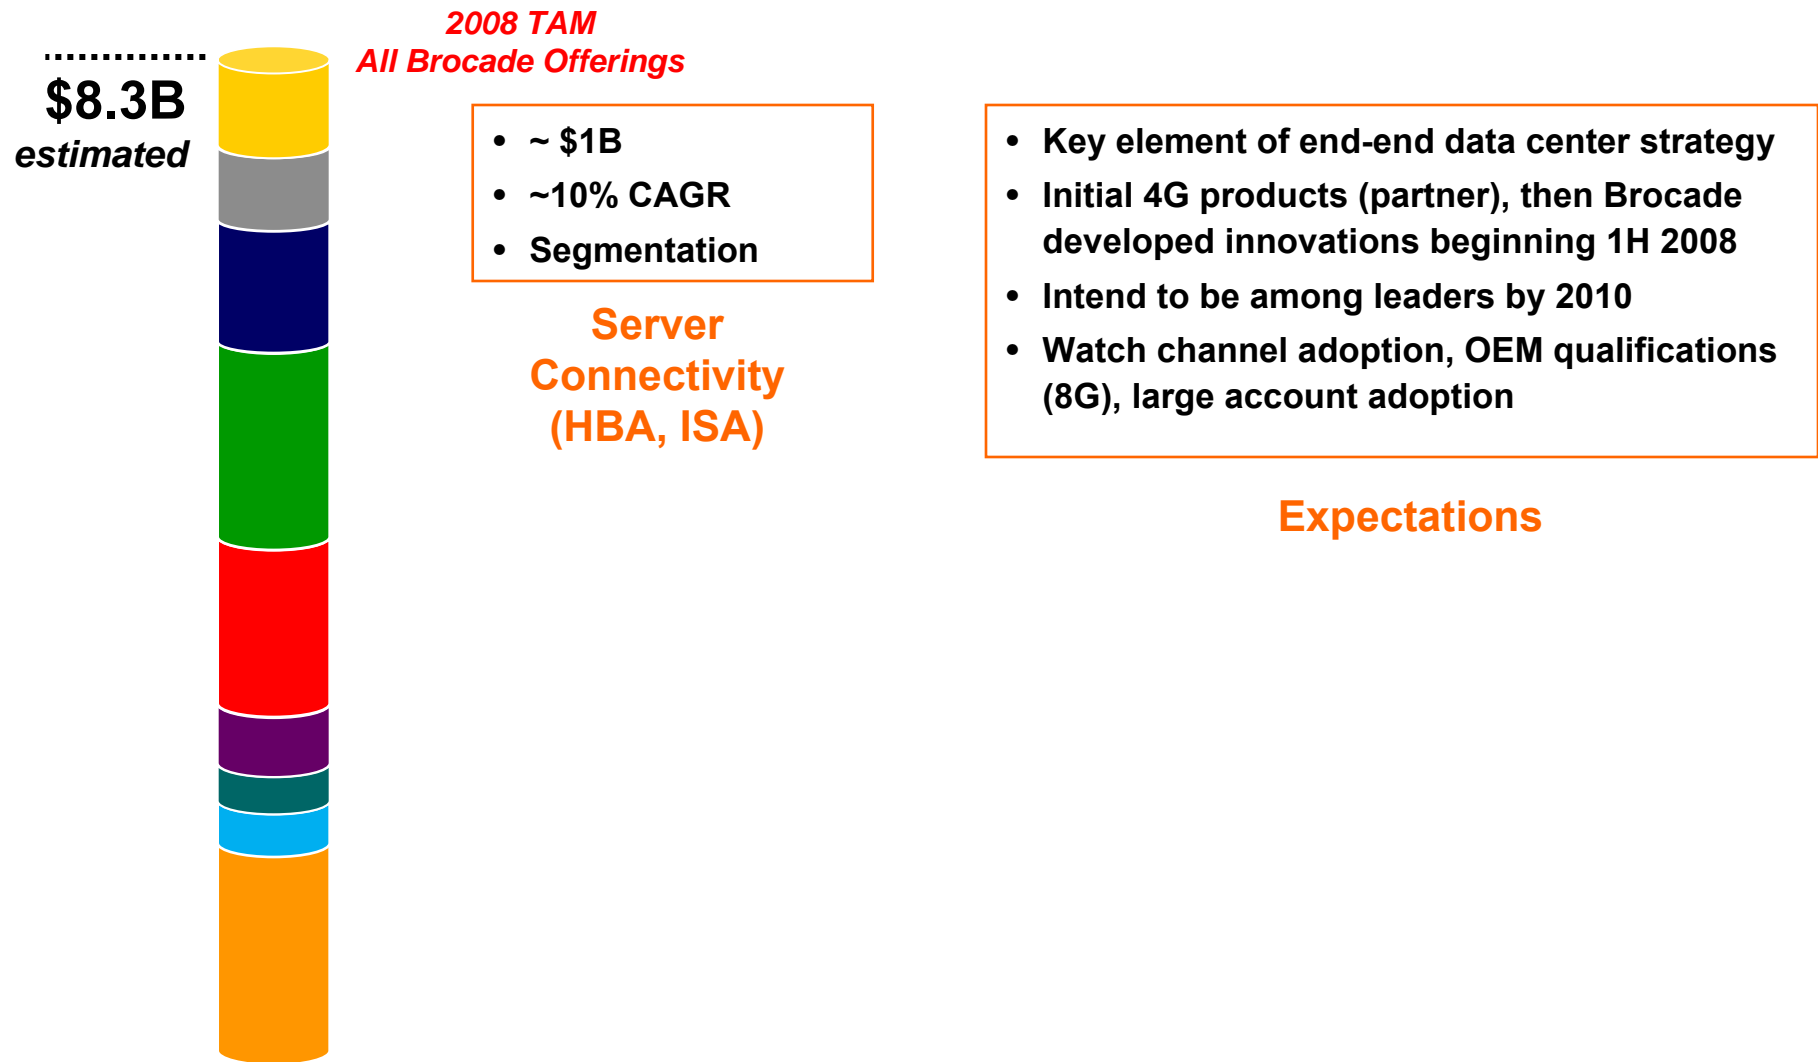 2008 TAM
All Brocade Offerings
$8.3B
estimated
• ~ $1B
• ~10% CAGR
• Segmentation
Server
Connectivity
(HBA, ISA)
• Key element of end-end data center strategy
• Initial 4G products (partner), then Brocade
developed innovations beginning 1H 2008
• Intend to be among leaders by 2010
• Watch channel adoption, OEM qualifications
(8G), large account adoption
Expectations